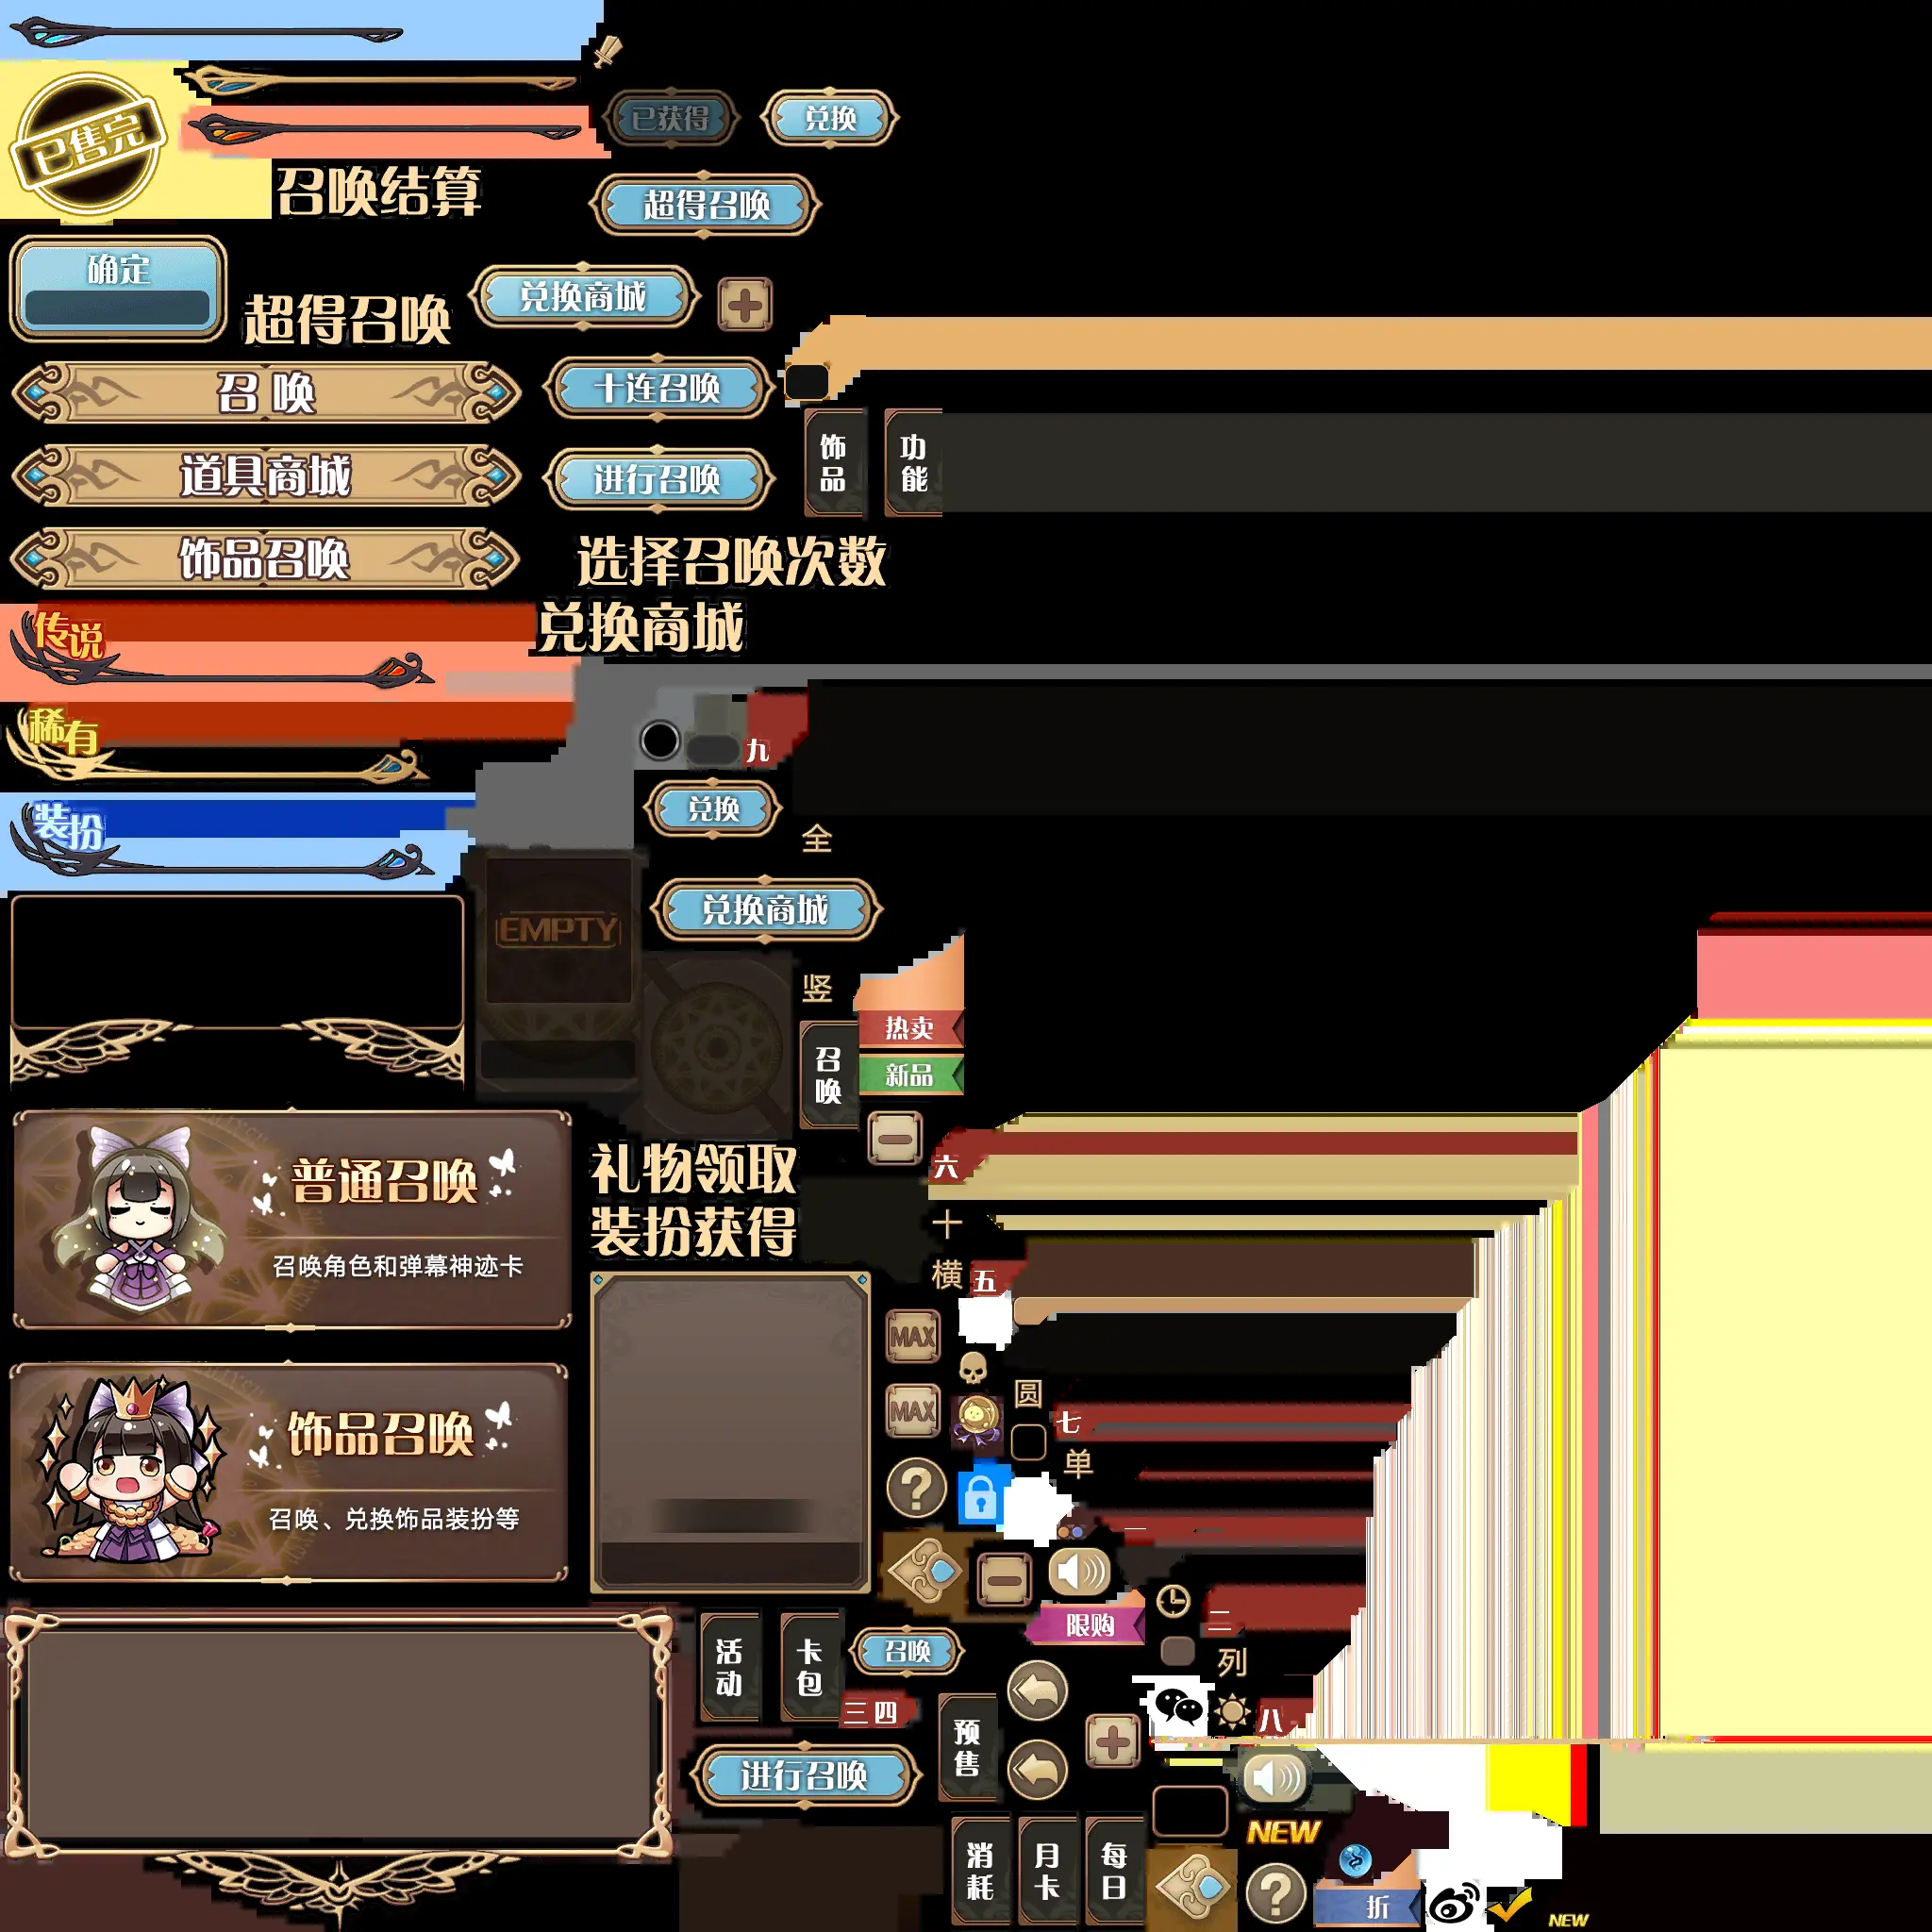 已售完
已获得
兑换
召唤结算
超得召唤
确定
超得召唤
兑换商城
召唤
十连召唤
饰品
功能
道具商城
进行召唤
饰品召唤
选择召唤次数
传说
兑换商城
稀有
九
装扮
兑换
全
EMPTY
兑换商城
竖
热卖
召唤
新品
普通召唤
召唤角色和弹幕神迹卡
礼物领取
六
装扮获得
十
横
五
MAX
圆
饰品召唤
召唤、兑换饰品装扮等
MAX
七
单
?
一
限购
二
活动
卡包
召唤
列
三
四
预售
八
进行召唤
NEW
消耗
月卡
每日
?
折
NEW